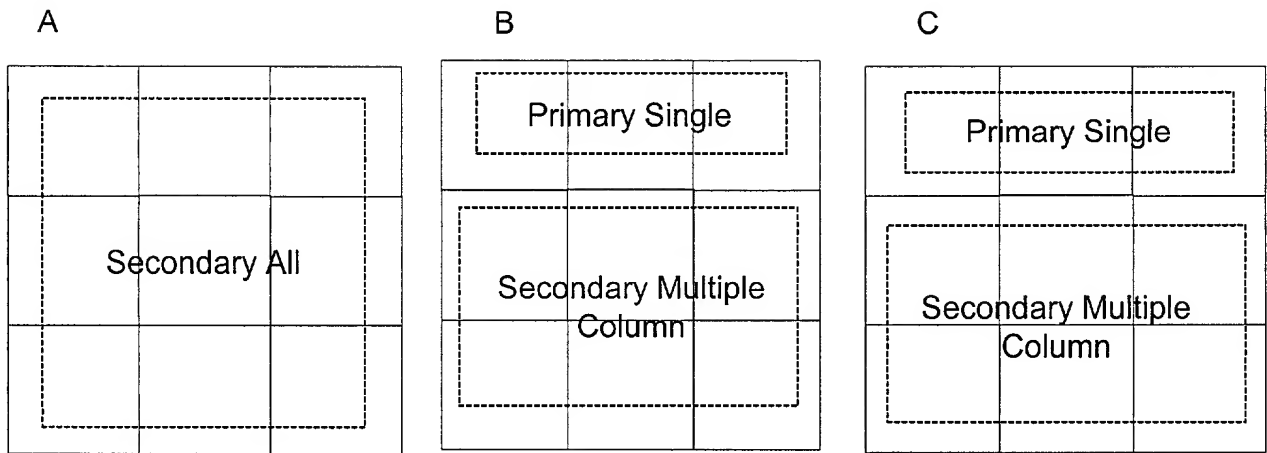 A
B
C
Secondary All
Primary Single
Secondary Multiple
Column
Primary Single
Secondary Multiple
Column